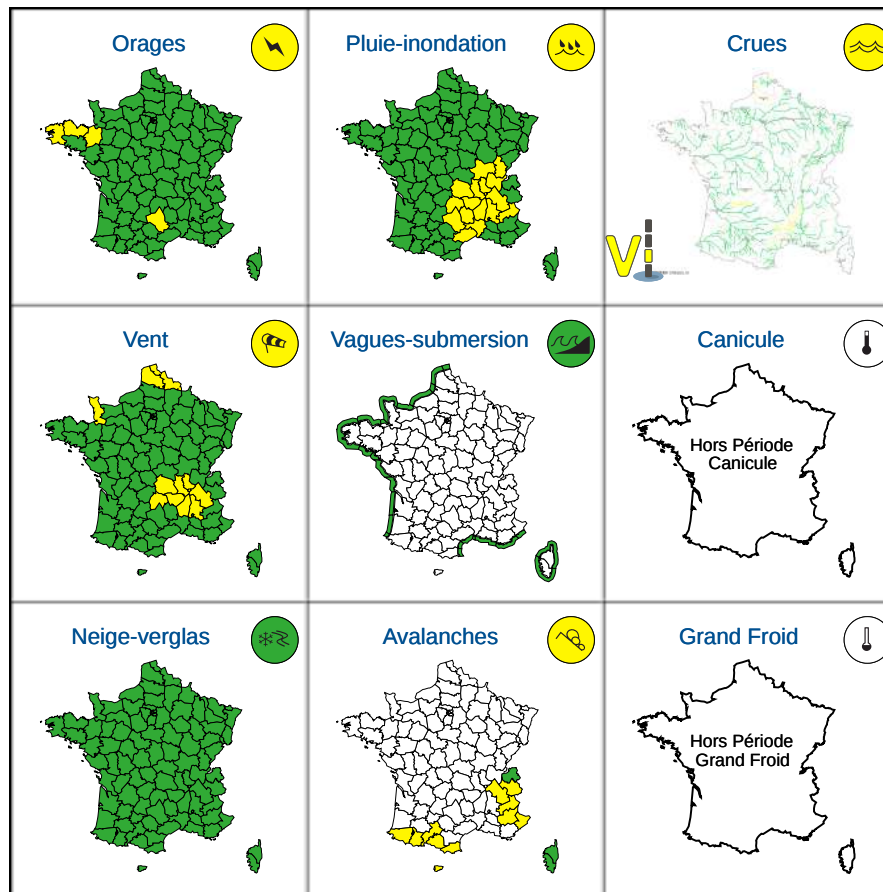 Orages
Pluie-inondation
Crues
Vi
Vent
Vagues-submersion
Canicule
Hors Période
Canicule
Neige-verglas
Avalanches
Grand Froid
Hors Période
Grand Froid